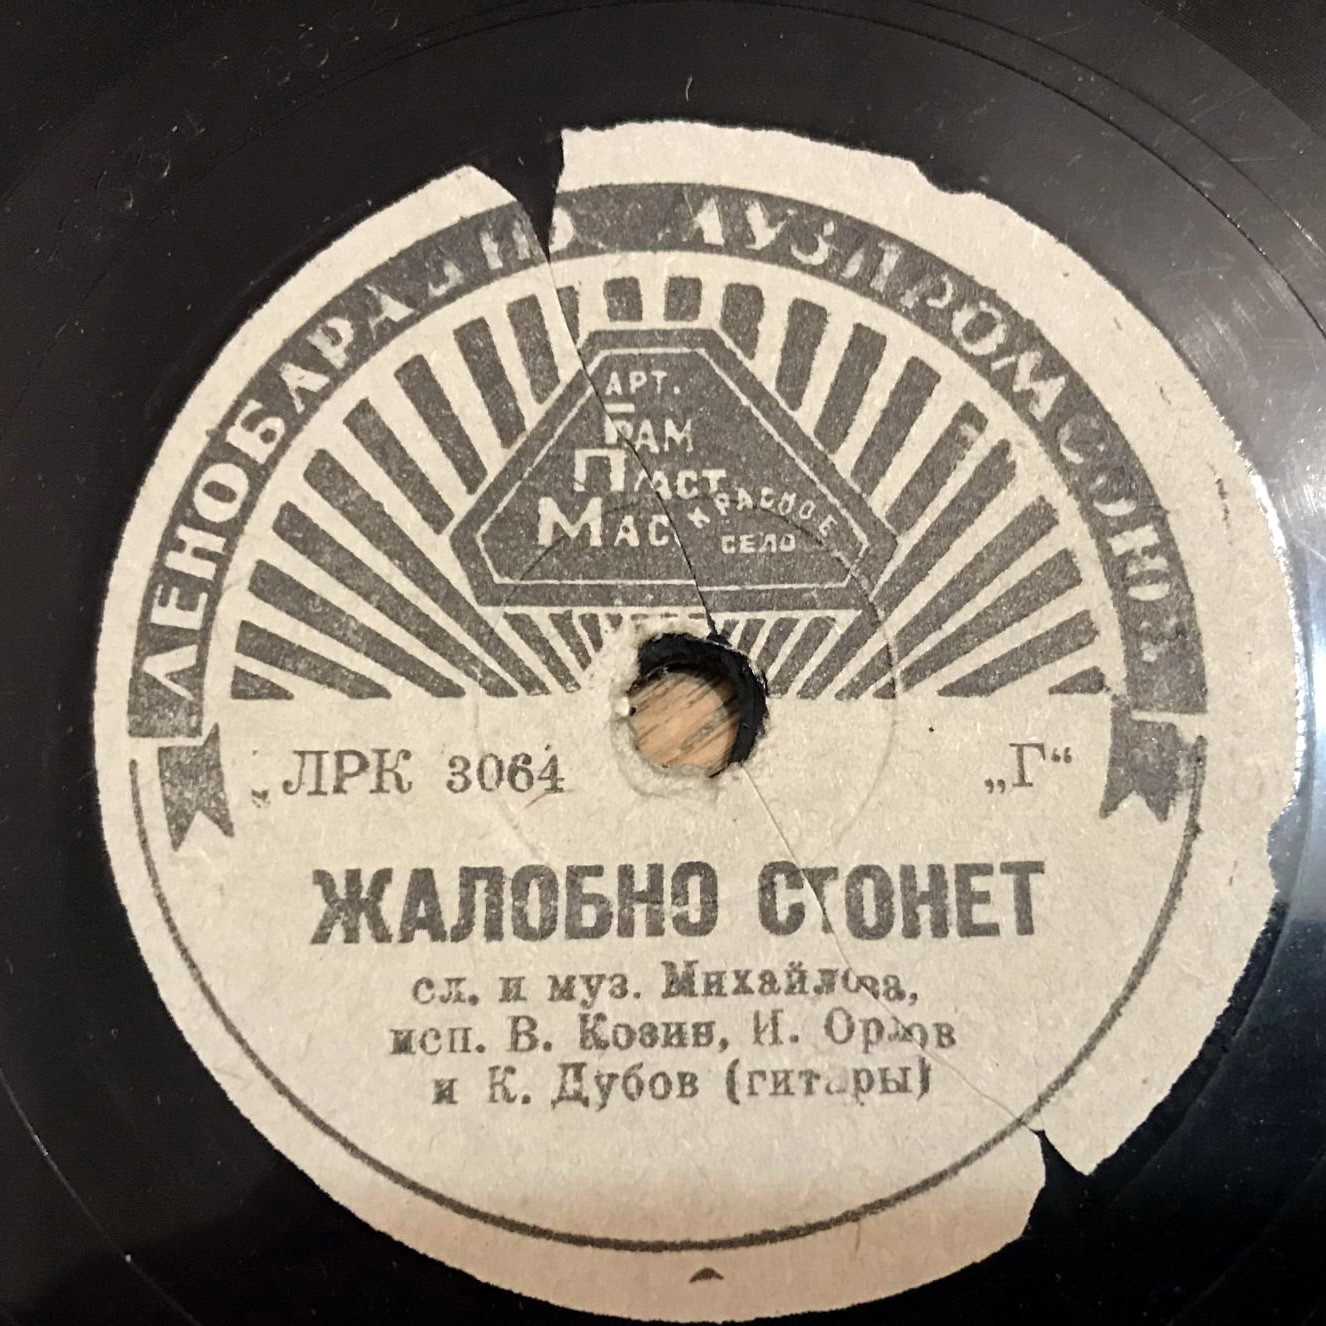 ЛЕНОБЛРАДИО МУЗПРОМСОЮЗ
АРТ.
ГРАМ
ПЛАСТ
МАС
КРАСНОЕ
СЕЛО
„ЛРК 3064
„Г“
ЖАЛОБНО СТОНЕТ
сл. и муз. Михайлова,
исп. В. Козин, И. Орлов
и К. Дубов (гитары)